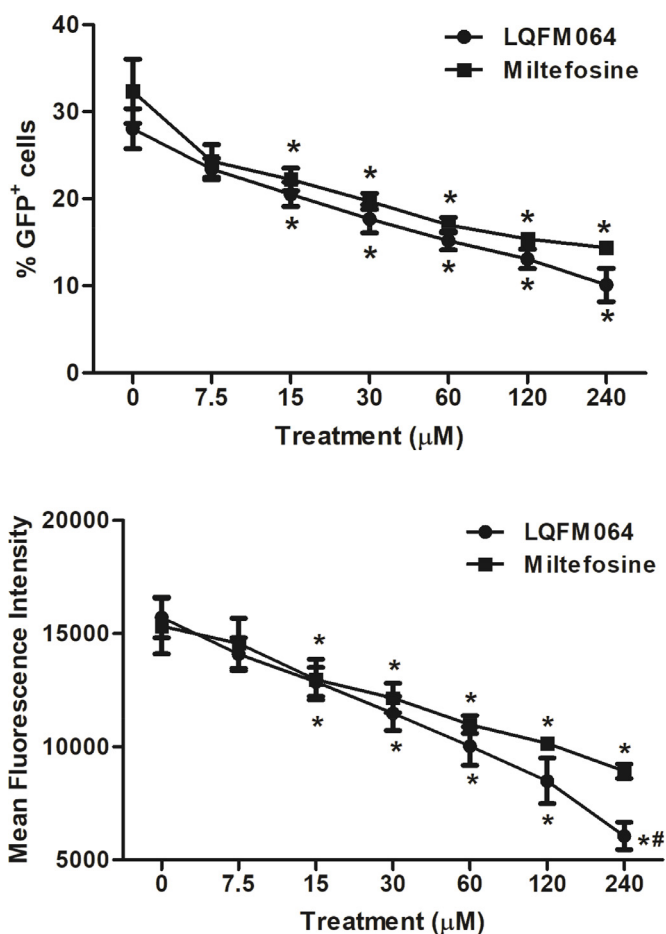 40
30
20
10
0
% GFP⁺ cells
LQFM064
Miltefosine
* * * * *
* * * * *
0 7.5 15 30 60 120 240
Treatment (μM)
20000
15000
10000
5000
Mean Fluorescence Intensity
LQFM064
Miltefosine
* * * * *
* * * * *#
0 7.5 15 30 60 120 240
Treatment (μM)